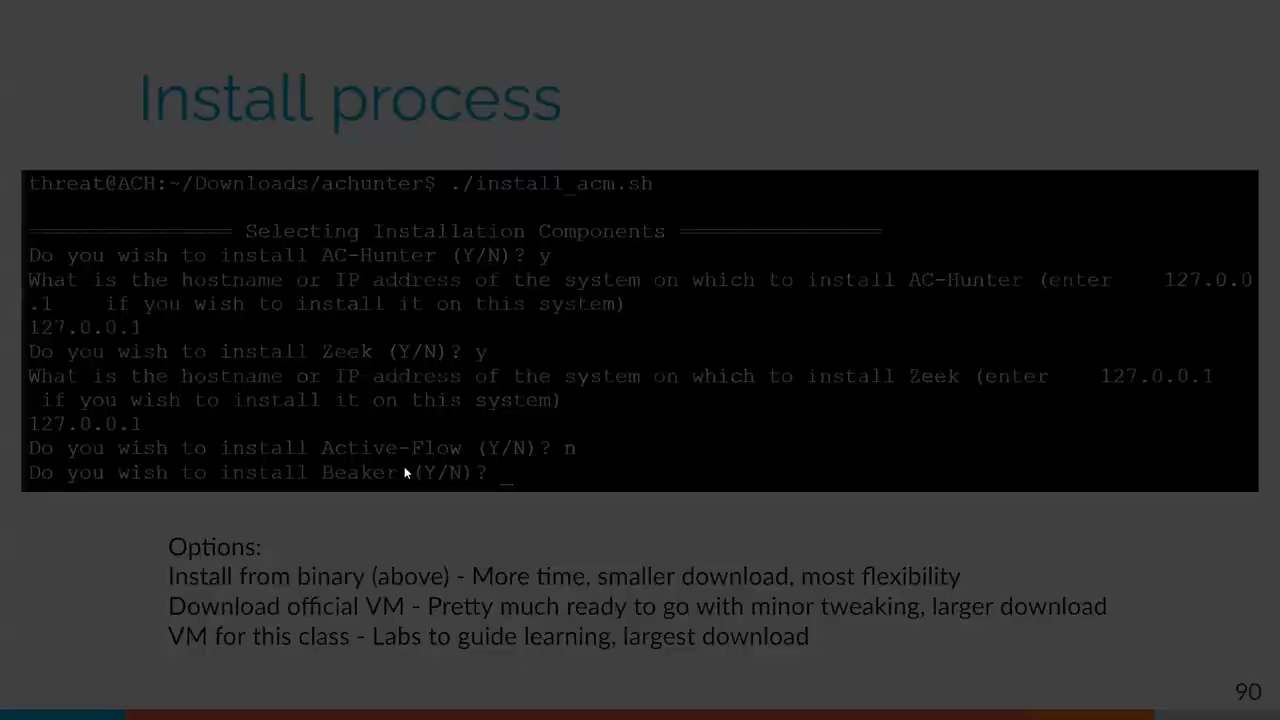 Install process
threat@ACH:~/Downloads/achunter$ ./install_acm.sh
================ Selecting Installation Components ================
Do you wish to install AC-Hunter (Y/N)? y
What is the hostname or IP address of the system on which to install AC-Hunter (enter    127.0.0
.1    if you wish to install it on this system)
127.0.0.1
Do you wish to install Zeek (Y/N)? y
What is the hostname or IP address of the system on which to install Zeek (enter    127.0.0.1
 if you wish to install it on this system)
127.0.0.1
Do you wish to install Active-Flow (Y/N)? n
Do you wish to install Beaker (Y/N)? _
Options:
Install from binary (above) - More time, smaller download, most flexibility
Download official VM - Pretty much ready to go with minor tweaking, larger download
VM for this class - Labs to guide learning, largest download
90